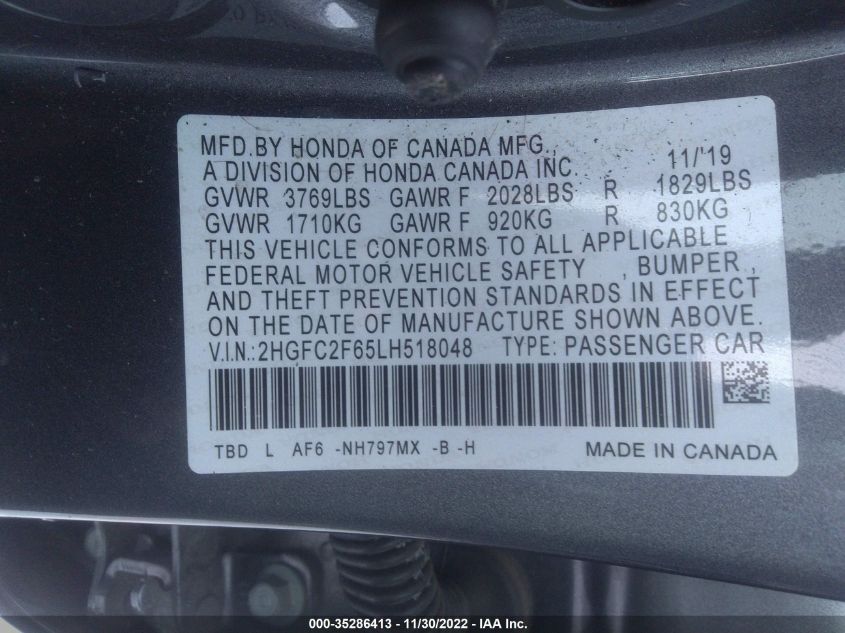 MFD.BY HONDA OF CANADA MFG.,
A DIVISION OF HONDA CANADA INC. 11/'19
GVWR 3769LBS GAWR F 2028LBS R 1829LBS
GVWR 1710KG GAWR F 920KG R 830KG
THIS VEHICLE CONFORMS TO ALL APPLICABLE
FEDERAL MOTOR VEHICLE SAFETY , BUMPER ,
AND THEFT PREVENTION STANDARDS IN EFFECT
ON THE DATE OF MANUFACTURE SHOWN ABOVE.
V.I.N.:2HGFC2F65LH518048 TYPE: PASSENGER CAR
TBD L AF6 -NH797MX -B -H MADE IN CANADA
000-35286413 - 11/30/2022 - IAA Inc.